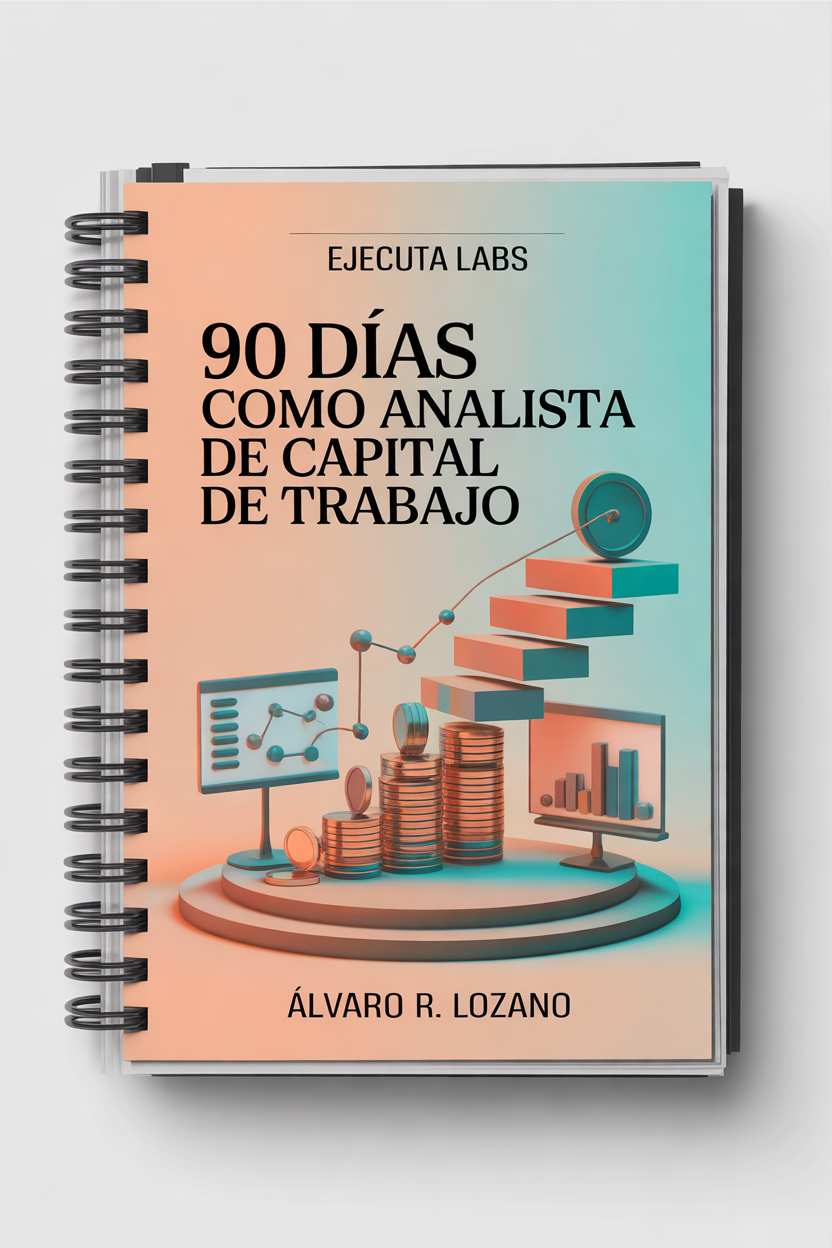 EJECUTA LABS
90 DÍAS
COMO ANALISTA
DE CAPITAL
DE TRABAJO
ÁLVARO R. LOZANO